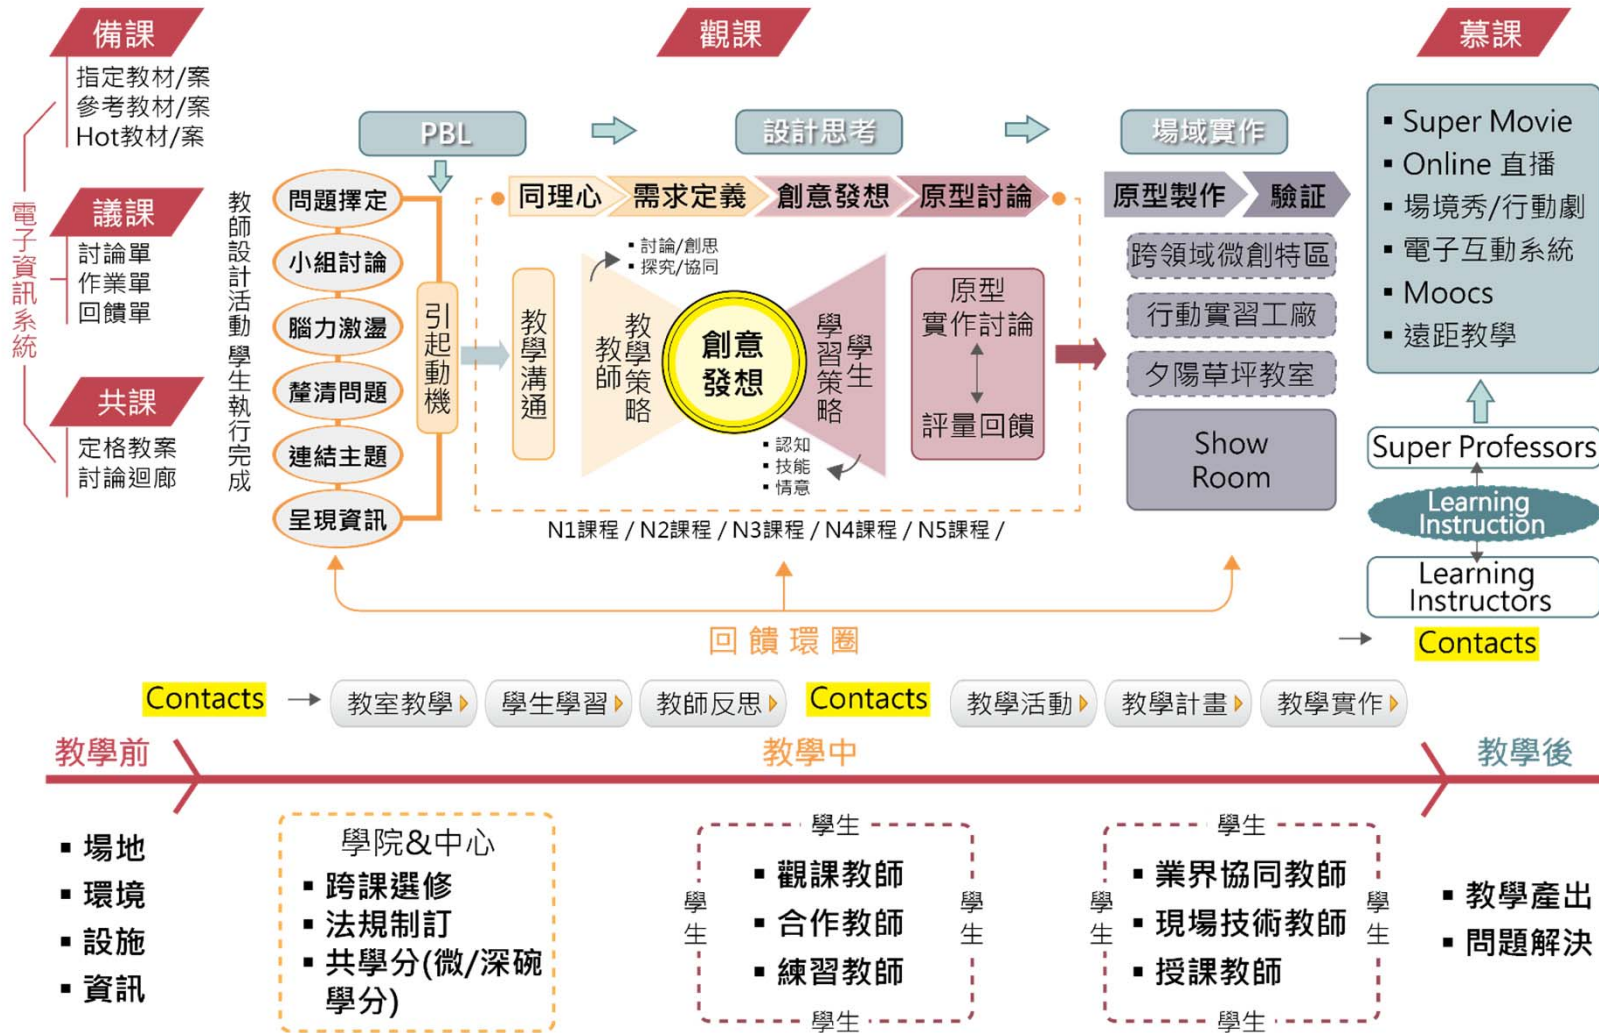 備課
指定教材/案
參考教材/案
Hot教材/案
議課
討論單
作業單
回饋單
共課
定格教案
討論迴廊
電子資訊系統
觀課
PBL
設計思考
場域實作
教師設計活動 學生執行完成
問題擇定
小組討論
腦力激盪
釐清問題
連結主題
呈現資訊
引起動機
同理心
需求定義
創意發想
原型討論
教學溝通
教師
教學策略
▪ 討論/創思
▪ 探究/協同
創意
發想
學習策略
學生
▪ 認知
▪ 技能
▪ 情意
原型
實作討論
評量回饋
N1課程 / N2課程 / N3課程 / N4課程 / N5課程 /
原型製作
驗証
跨領域微創特區
行動實習工廠
夕陽草坪教室
Show
Room
回饋環圈
慕課
▪ Super Movie
▪ Online 直播
▪ 場境秀/行動劇
▪ 電子互動系統
▪ Moocs
▪ 遠距教學
Super Professors
Learning
Instruction
Learning
Instructors
Contacts
Contacts
教室教學
學生學習
教師反思
Contacts
教學活動
教學計畫
教學實作
教學前
教學中
教學後
▪ 場地
▪ 環境
▪ 設施
▪ 資訊
學院&中心
▪ 跨課選修
▪ 法規制訂
▪ 共學分(微/深碗
學分)
學生
學生
▪ 觀課教師
▪ 合作教師
▪ 練習教師
學生
學生
學生
學生
▪ 業界協同教師
▪ 現場技術教師
▪ 授課教師
學生
學生
▪ 教學產出
▪ 問題解決